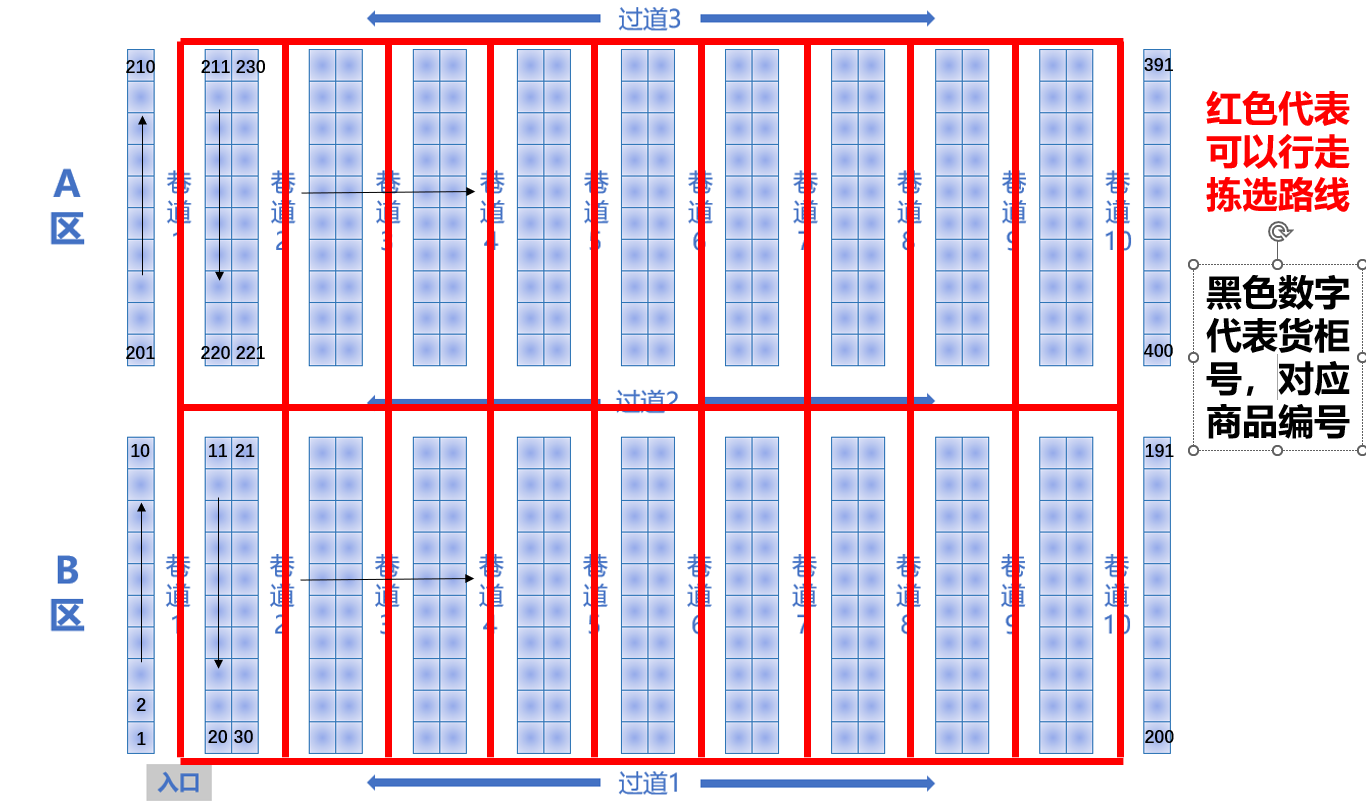 过道3
210
211 230
391
A
区
巷道1
巷道2
巷道3
巷道4
巷道5
巷道6
巷道7
巷道8
巷道9
巷道10
201
220 221
400
过道2
10
11 21
191
B
区
巷道1
巷道2
巷道3
巷道4
巷道5
巷道6
巷道7
巷道8
巷道9
巷道10
2
1
20 30
200
入口
过道1
红色代表
可以行走
拣选路线
黑色数字
代表货柜
号，对应
商品编号